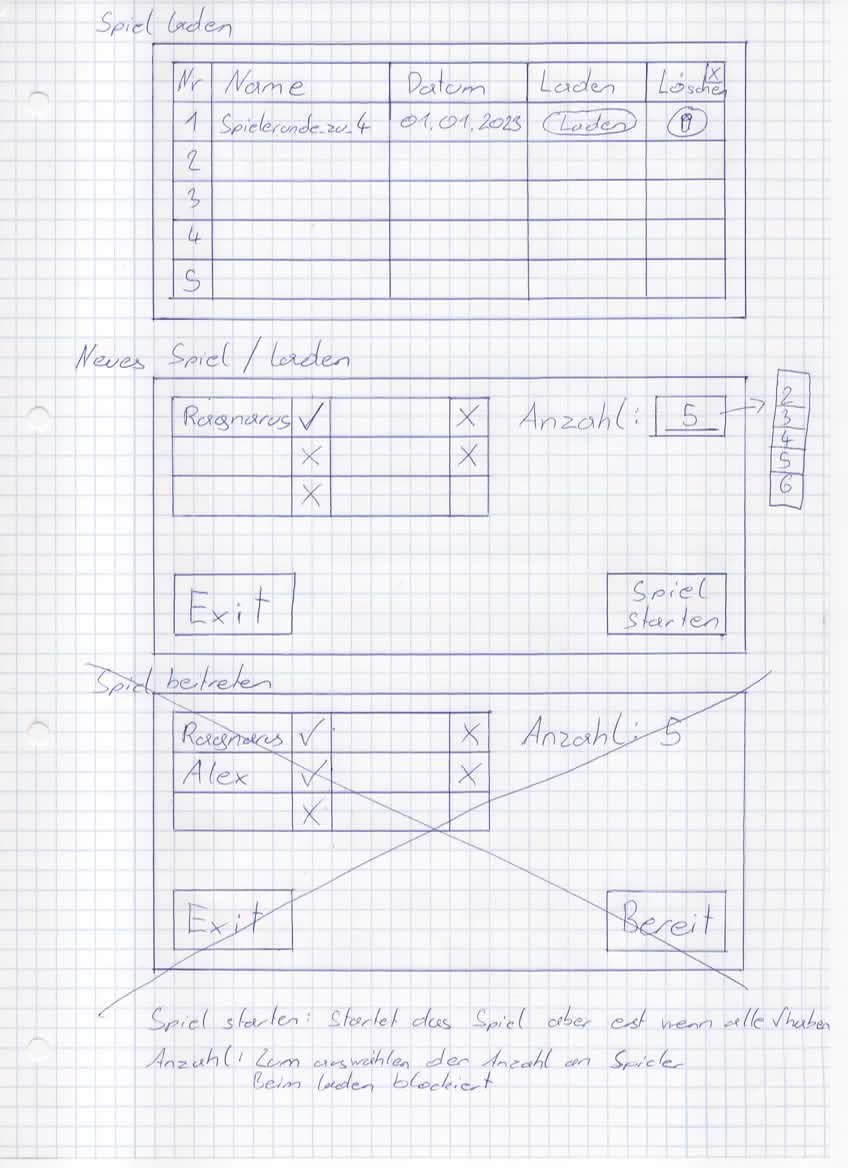 Spiel laden
X
Nr Name Datum Laden Löschen
1 Spielerunde_zu_4 01.01.2023 Laden
2
3
4
5
Neues Spiel / Laden
Ragnarus ✓ X Anzahl: 5
X X
X
2
3
4
5
6
Exit Spiel
starten
Spiel betreten
Ragnarus ✓ X Anzahl: 5
Alex ✓ X
X
Exit Bereit
Spiel starten: Startet das Spiel aber erst wenn alle ✓ haben
Anzahl: Zum auswählen der Anzahl an Spieler
Beim laden blockiert